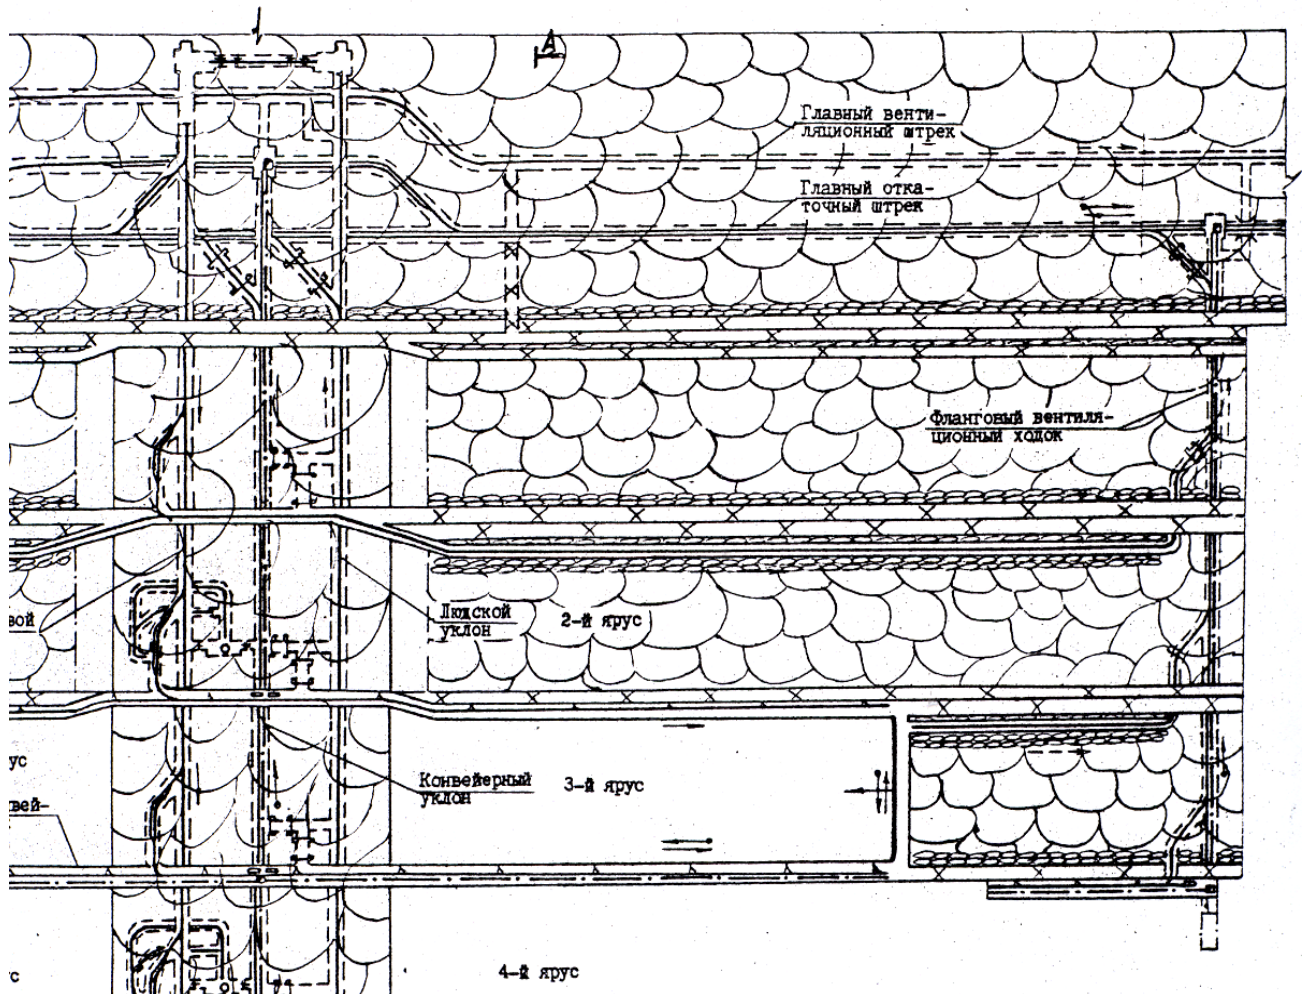 А
Главный венти-
ляционный штрек
Главный отка-
точный штрек
Фланговый вентиля-
ционный ходок
вой
Людской
уклон
2-й ярус
ус
Конвейерный
уклон
3-й ярус
вей-
4-й ярус
с